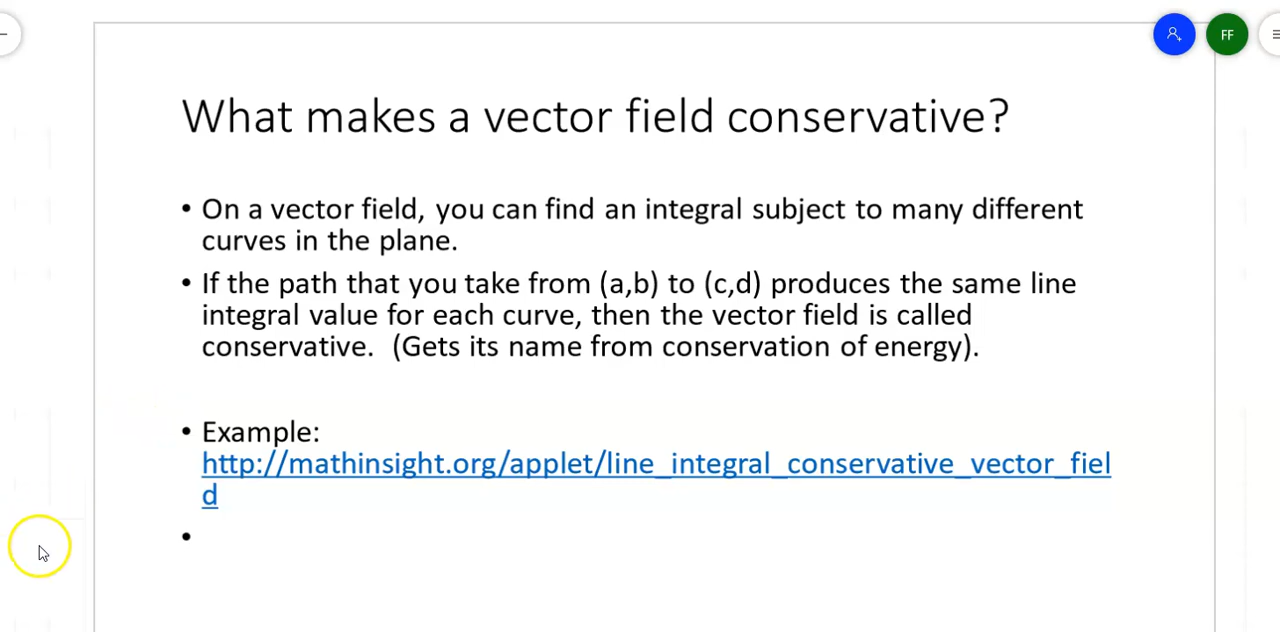 FF
What makes a vector field conservative?
• On a vector field, you can find an integral subject to many different
curves in the plane.
• If the path that you take from (a,b) to (c,d) produces the same line
integral value for each curve, then the vector field is called
conservative.  (Gets its name from conservation of energy).
• Example:
http://mathinsight.org/applet/line_integral_conservative_vector_fiel
d
•